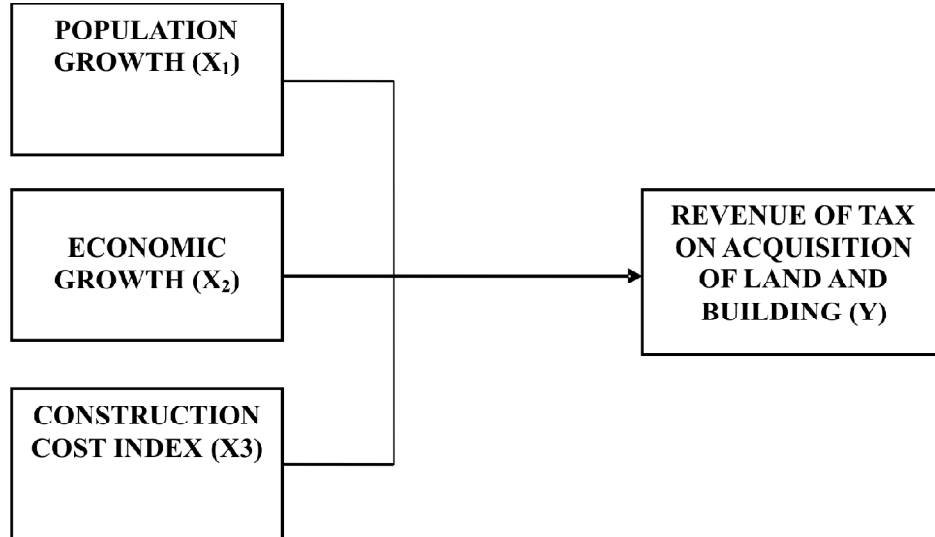 POPULATION
GROWTH (X₁)
ECONOMIC
GROWTH (X₂)
CONSTRUCTION
COST INDEX (X3)
REVENUE OF TAX
ON ACQUISITION
OF LAND AND
BUILDING (Y)